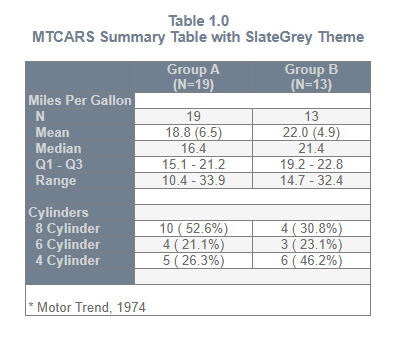 Table 1.0
MTCARS Summary Table with SlateGrey Theme
Group A Group B
(N=19) (N=13)
Miles Per Gallon
N 19 13
Mean 18.8 (6.5) 22.0 (4.9)
Median 16.4 21.4
Q1 - Q3 15.1 - 21.2 19.2 - 22.8
Range 10.4 - 33.9 14.7 - 32.4
Cylinders
8 Cylinder 10 ( 52.6%) 4 ( 30.8%)
6 Cylinder 4 ( 21.1%) 3 ( 23.1%)
4 Cylinder 5 ( 26.3%) 6 ( 46.2%)
* Motor Trend, 1974